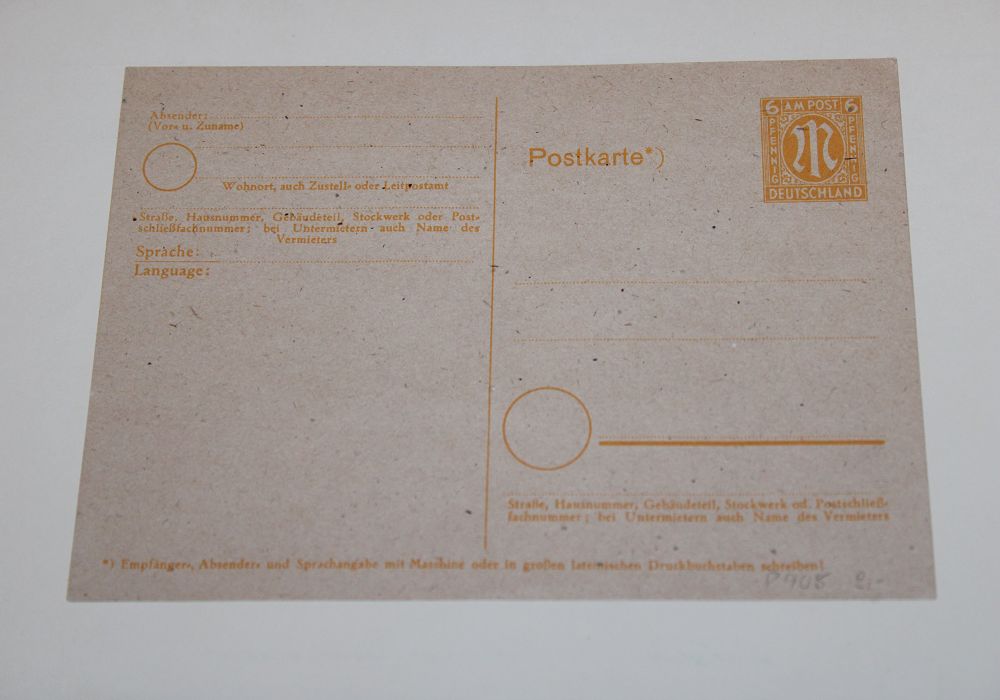 Absender:
(Vor- u. Zuname)
Wohnort, auch Zustell- oder Leitpostamt
Straße, Hausnummer, Gebäudeteil, Stockwerk oder Post-
schließfachnummer; bei Untermietern auch Name des
Vermieters
Sprache:
Language:
Postkarte*)
6 AM POST 6
PFENNIG PFENNIG
DEUTSCHLAND
Straße, Hausnummer, Gebäudeteil, Stockwerk od. Postschließ-
fachnummer; bei Untermietern auch Name des Vermieters
*) Empfänger-, Absender- und Sprachangabe mit Maschine oder in großen lateinischen Druckbuchstaben schreiben!
P 908 2,-